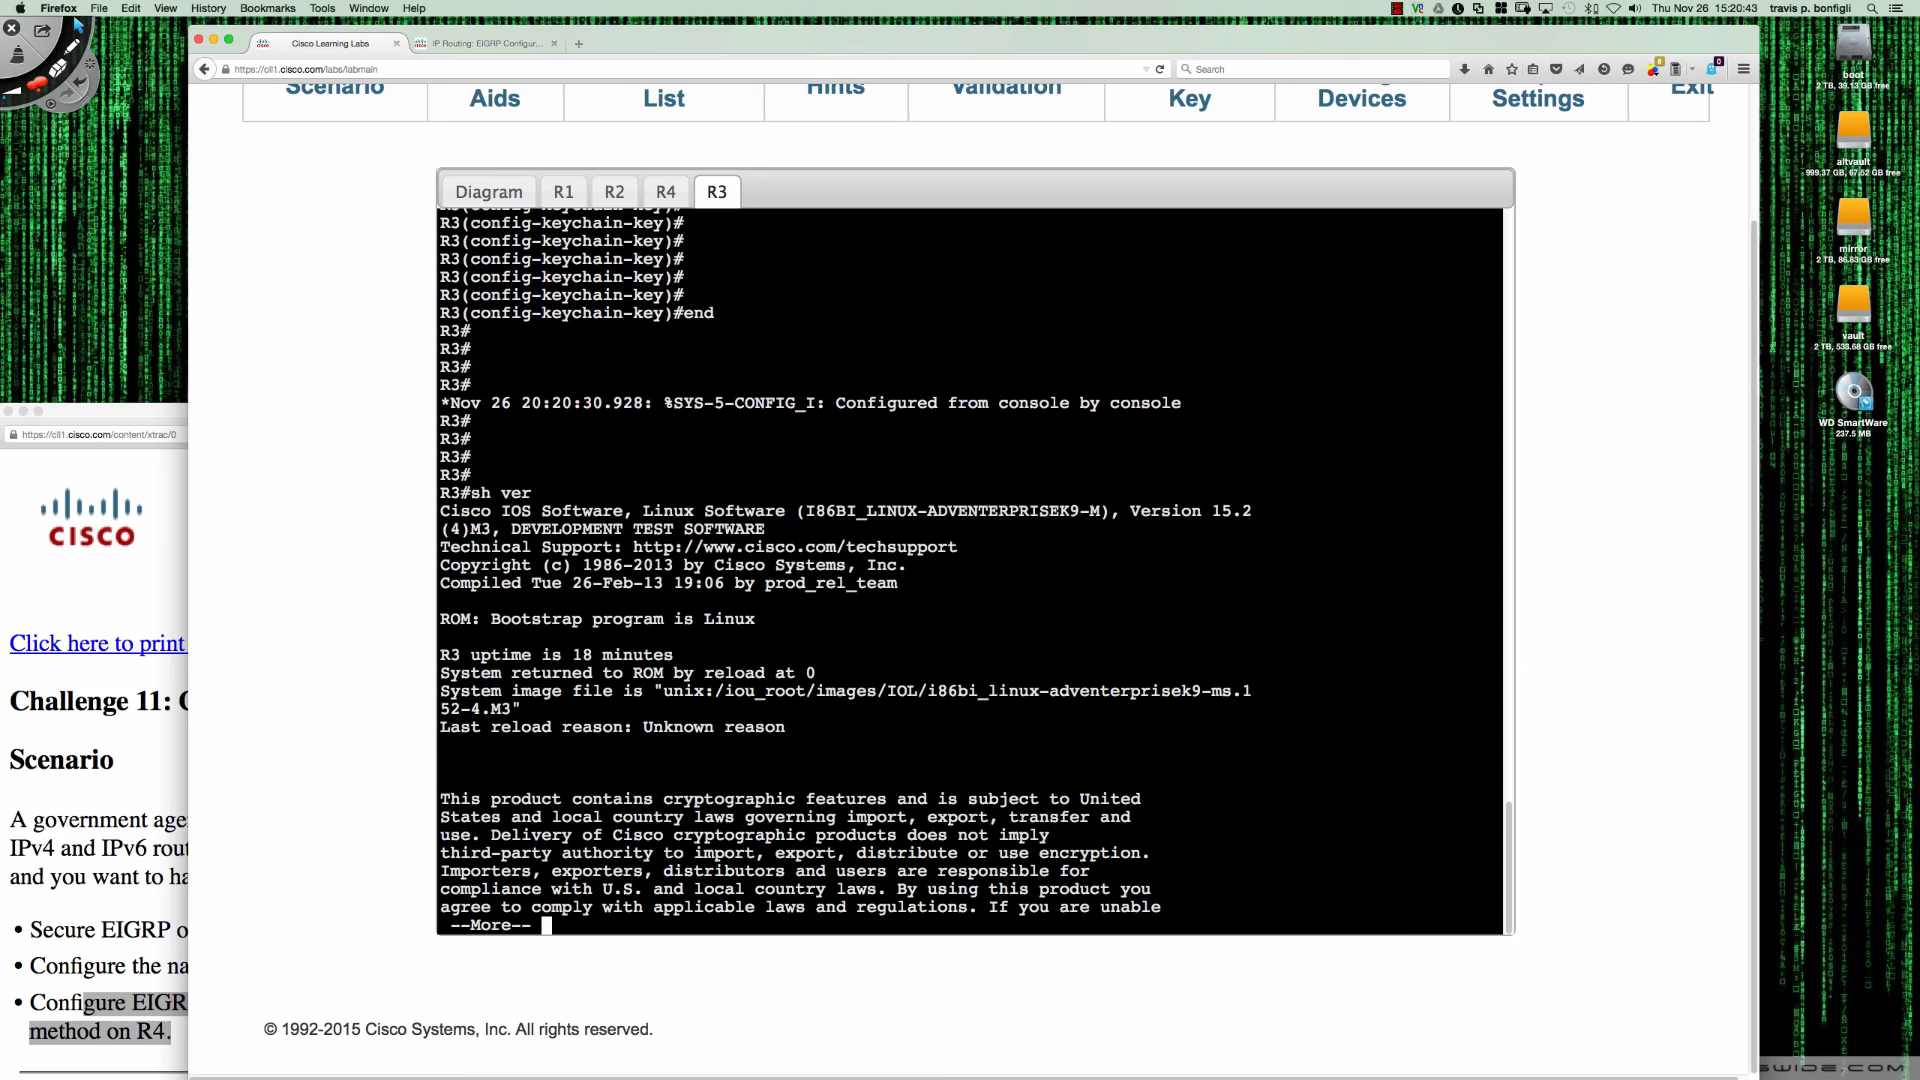 Firefox File Edit View History Bookmarks Tools Window Help
Thu Nov 26 15:20:43 travis p. bonfigli
Cisco Learning Labs
IP Routing: EIGRP Configur...
https://cll1.cisco.com/labs/labmain
Search
Scenario
Aids
List
Hints
Validation
Key
Devices
Settings
Exit
Diagram R1 R2 R4 R3
R3(config-keychain-key)#
R3(config-keychain-key)#
R3(config-keychain-key)#
R3(config-keychain-key)#
R3(config-keychain-key)#
R3(config-keychain-key)#
R3(config-keychain-key)#end
R3#
R3#
R3#
R3#
*Nov 26 20:20:30.928: %SYS-5-CONFIG_I: Configured from console by console
R3#
R3#
R3#
R3#
R3#sh ver
Cisco IOS Software, Linux Software (I86BI_LINUX-ADVENTERPRISEK9-M), Version 15.2
(4)M3, DEVELOPMENT TEST SOFTWARE
Technical Support: http://www.cisco.com/techsupport
Copyright (c) 1986-2013 by Cisco Systems, Inc.
Compiled Tue 26-Feb-13 19:06 by prod_rel_team
ROM: Bootstrap program is Linux
R3 uptime is 18 minutes
System returned to ROM by reload at 0
System image file is "unix:/iou_root/images/IOL/i86bi_linux-adventerprisek9-ms.1
52-4.M3"
Last reload reason: Unknown reason
This product contains cryptographic features and is subject to United
States and local country laws governing import, export, transfer and
use. Delivery of Cisco cryptographic products does not imply
third-party authority to import, export, distribute or use encryption.
Importers, exporters, distributors and users are responsible for
compliance with U.S. and local country laws. By using this product you
agree to comply with applicable laws and regulations. If you are unable
--More--
© 1992-2015 Cisco Systems, Inc. All rights reserved.
https://cll1.cisco.com/content/xtrac/0
CISCO
Click here to print
Challenge 11: C
Scenario
A government age
IPv4 and IPv6 rout
and you want to ha
• Secure EIGRP o
• Configure the na
• Configure EIGR
method on R4.
boot
2 TB, 39.13 GB free
altvault
999.37 GB, 67.52 GB free
mirror
2 TB, 86.83 GB free
vault
2 TB, 538.68 GB free
WD SmartWare
237.5 MB